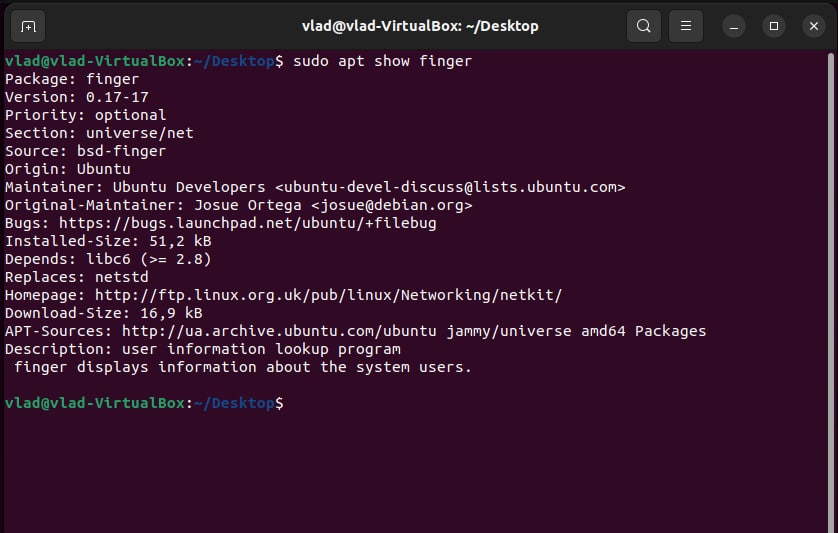 vlad@vlad-VirtualBox: ~/Desktop
vlad@vlad-VirtualBox:~/Desktop$ sudo apt show finger
Package: finger
Version: 0.17-17
Priority: optional
Section: universe/net
Source: bsd-finger
Origin: Ubuntu
Maintainer: Ubuntu Developers <ubuntu-devel-discuss@lists.ubuntu.com>
Original-Maintainer: Josue Ortega <josue@debian.org>
Bugs: https://bugs.launchpad.net/ubuntu/+filebug
Installed-Size: 51,2 kB
Depends: libc6 (>= 2.8)
Replaces: netstd
Homepage: http://ftp.linux.org.uk/pub/linux/Networking/netkit/
Download-Size: 16,9 kB
APT-Sources: http://ua.archive.ubuntu.com/ubuntu jammy/universe amd64 Packages
Description: user information lookup program
 finger displays information about the system users.
vlad@vlad-VirtualBox:~/Desktop$